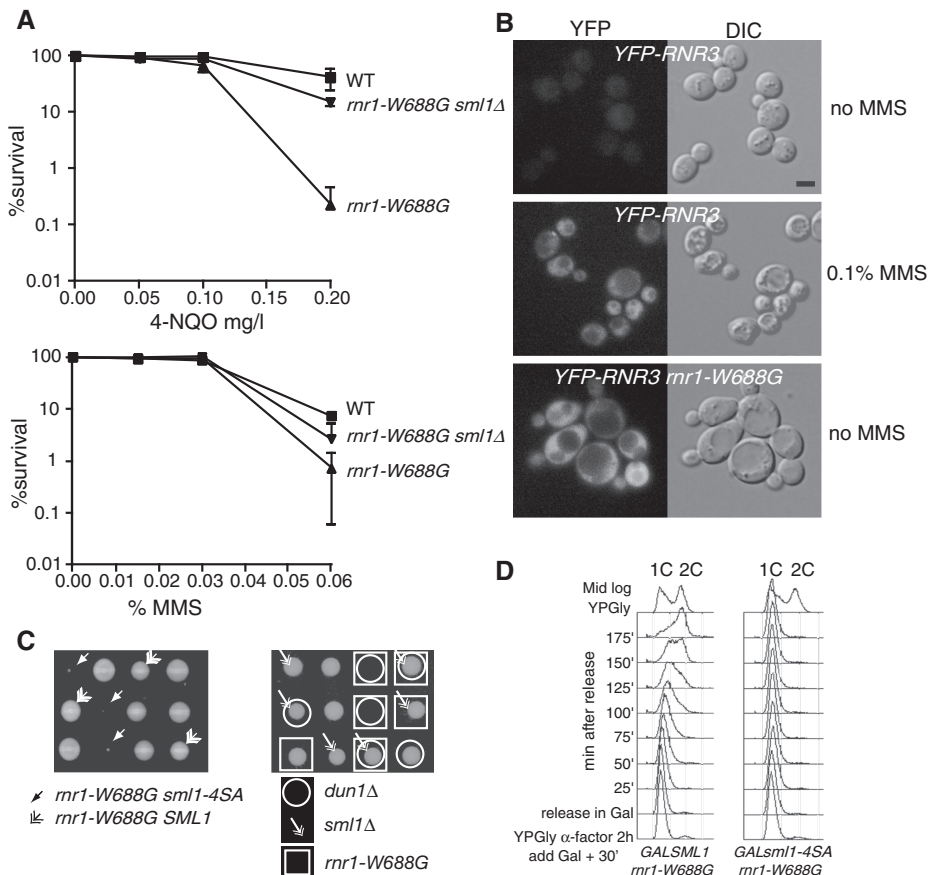 A
100
10
1
0.1
0.01
%survival
WT
rnr1-W688G sml1Δ
rnr1-W688G
0.00 0.05 0.10 0.15 0.20
4-NQO mg/l
100
10
1
0.1
0.01
%survival
WT
rnr1-W688G sml1Δ
rnr1-W688G
0.00 0.01 0.02 0.03 0.04 0.05 0.06
% MMS
B
YFP DIC
YFP-RNR3
no MMS
YFP-RNR3
0.1% MMS
YFP-RNR3 rnr1-W688G
no MMS
C
rnr1-W688G sml1-4SA
rnr1-W688G SML1
dun1Δ
sml1Δ
rnr1-W688G
D
1C 2C 1C 2C
Mid log
YPGly
175'
150'
125'
100'
75'
50'
25'
min after release
release in Gal
YPGly α-factor 2h
add Gal + 30'
GALSML1
rnr1-W688G
GALsml1-4SA
rnr1-W688G